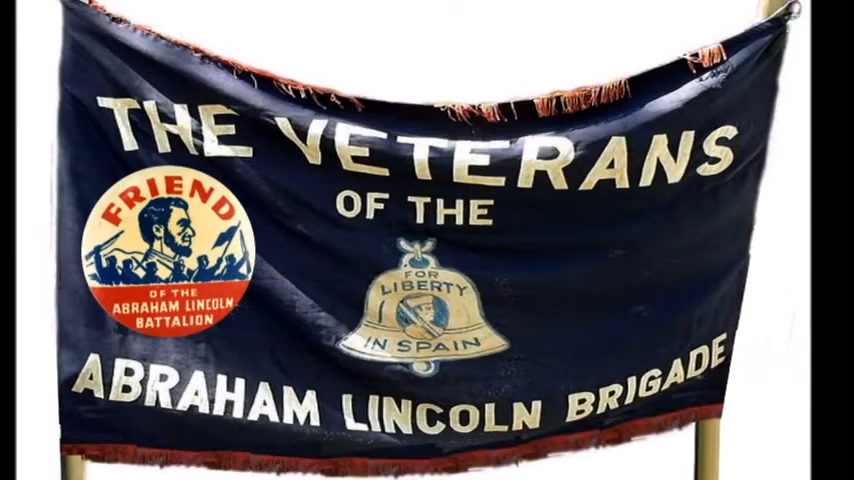 THE VETERANS
OF THE
FRIEND
OF THE
ABRAHAM LINCOLN
BATTALION
FOR
LIBERTY
IN SPAIN
ABRAHAM LINCOLN BRIGADE